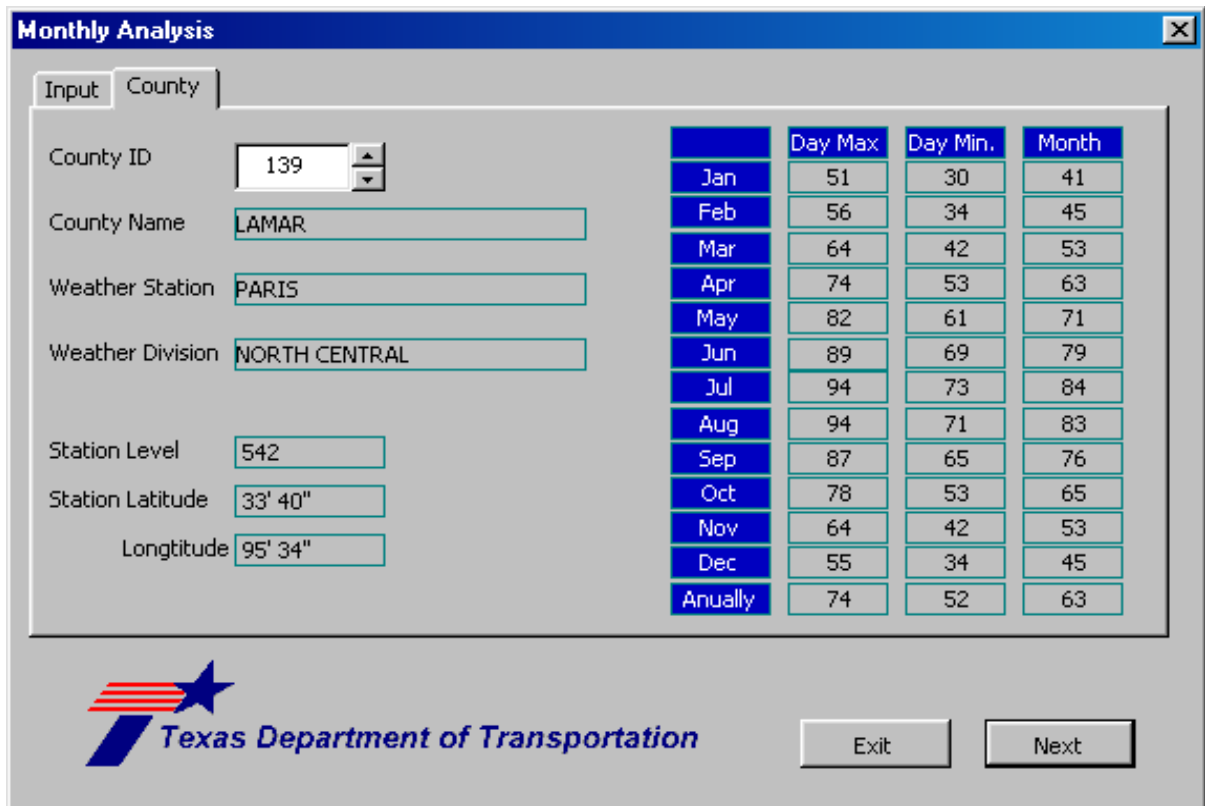 Monthly Analysis
Input County
County ID 139
County Name LAMAR
Weather Station PARIS
Weather Division NORTH CENTRAL
Station Level 542
Station Latitude 33' 40"
Longtitude 95' 34"
Day Max Day Min. Month
Jan 51 30 41
Feb 56 34 45
Mar 64 42 53
Apr 74 53 63
May 82 61 71
Jun 89 69 79
Jul 94 73 84
Aug 94 71 83
Sep 87 65 76
Oct 78 53 65
Nov 64 42 53
Dec 55 34 45
Anually 74 52 63
Texas Department of Transportation
Exit Next